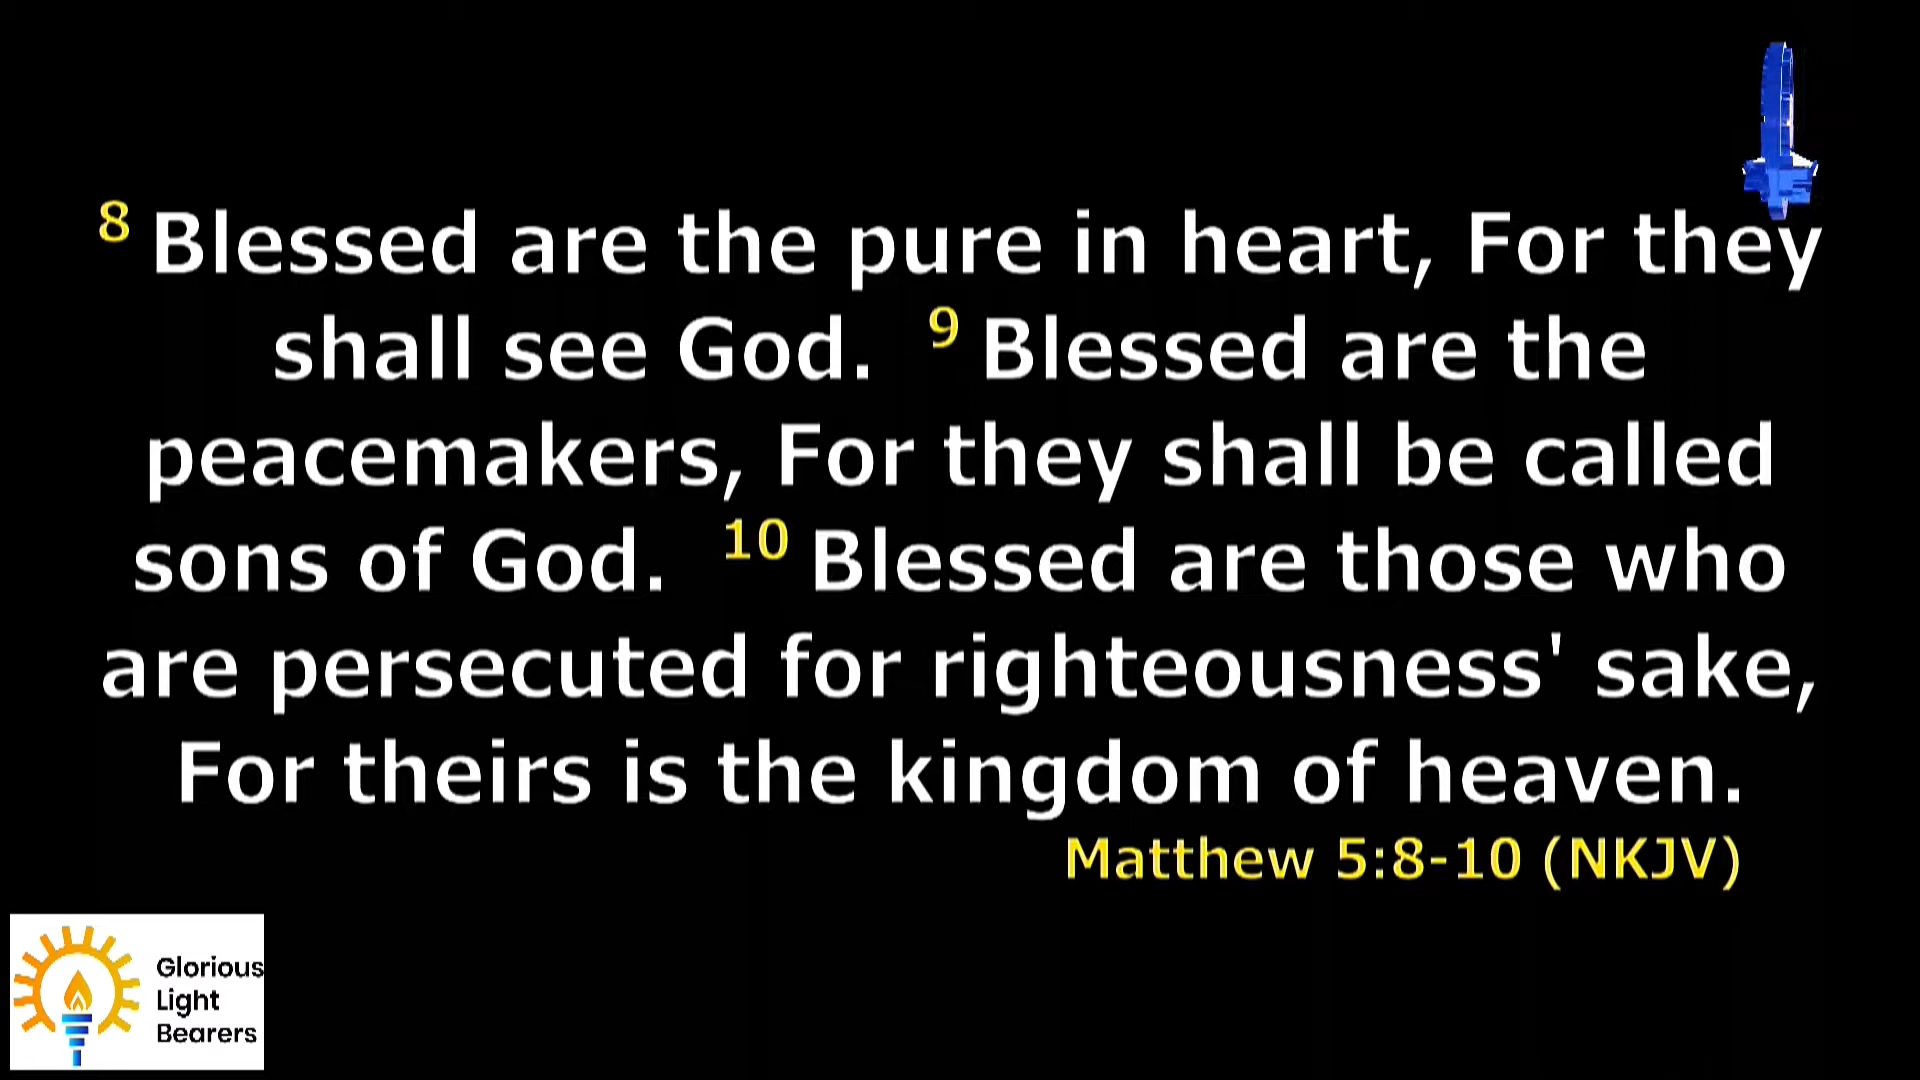 8 Blessed are the pure in heart, For they
shall see God. 9 Blessed are the
peacemakers, For they shall be called
sons of God. 10 Blessed are those who
are persecuted for righteousness' sake,
For theirs is the kingdom of heaven.
Matthew 5:8-10 (NKJV)
Glorious
Light
Bearers